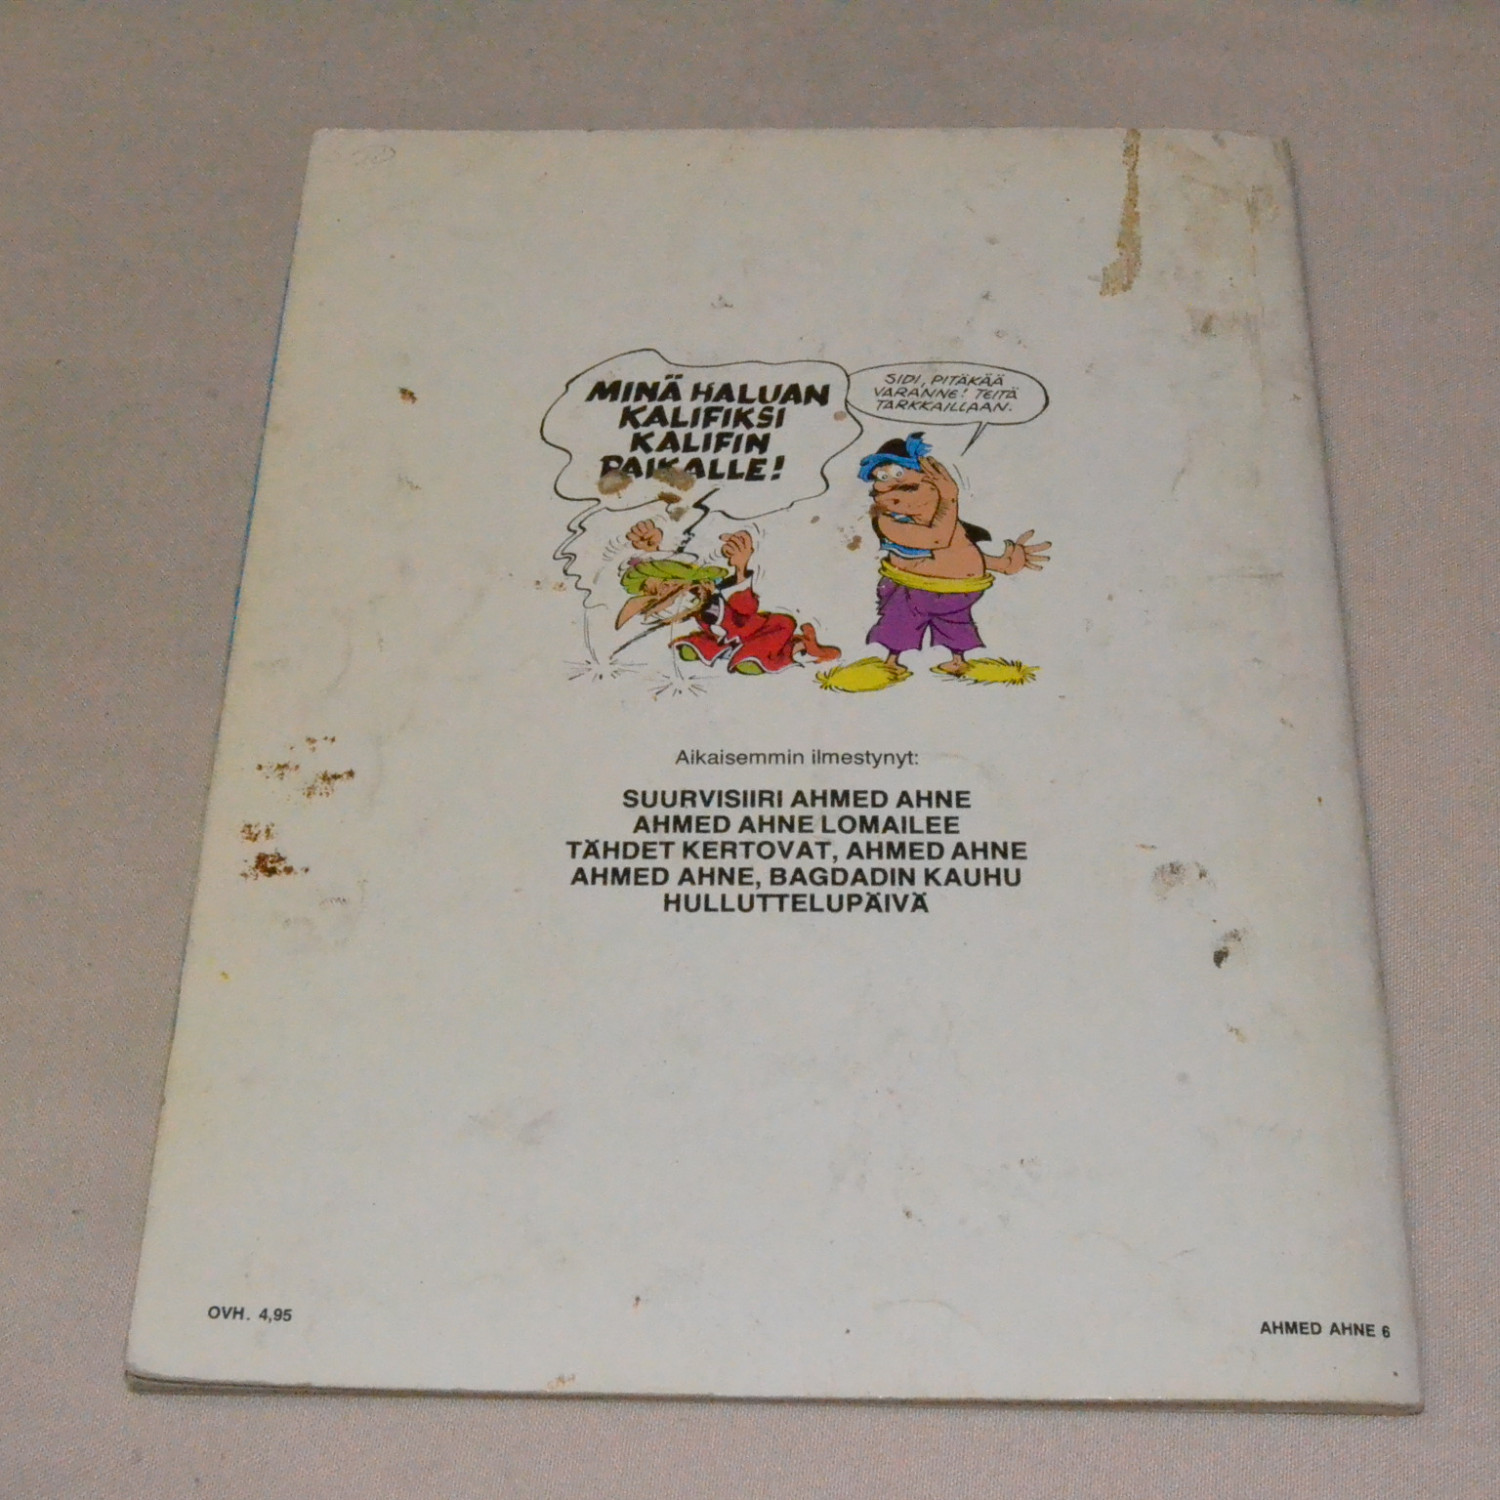 MINÄ HALUAN
KALIFIKSI
KALIFIN
PAIKALLE!
SIDI, PITÄKÄÄ
VARANNE! TEITÄ
TARKKAILLAAN.
Aikaisemmin ilmestynyt:
SUURVISIIRI AHMED AHNE
AHMED AHNE LOMAILEE
TÄHDET KERTOVAT, AHMED AHNE
AHMED AHNE, BAGDADIN KAUHU
HULLUTTELUPÄIVÄ
OVH. 4,95
AHMED AHNE 6